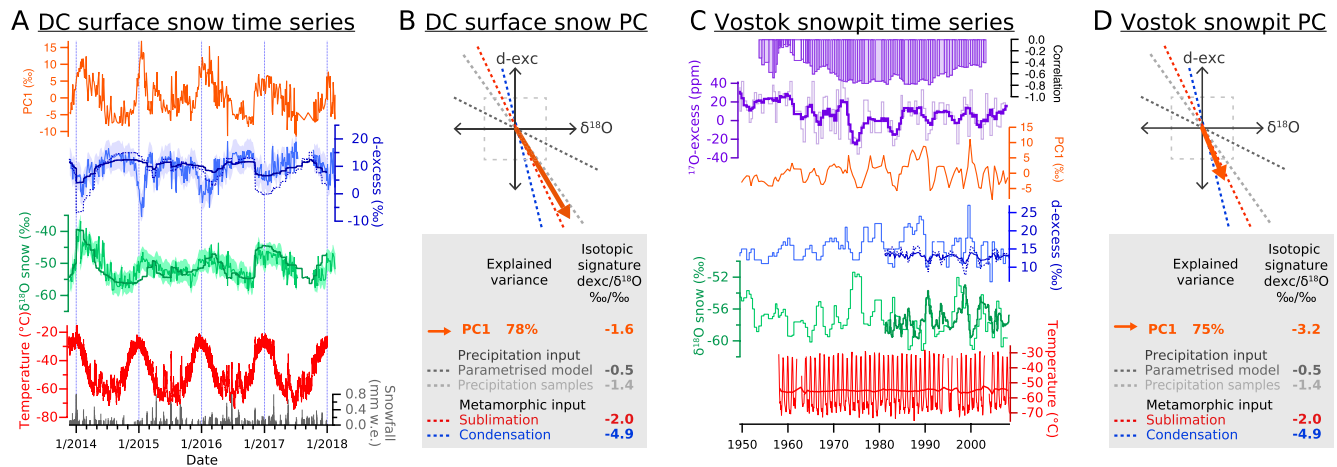 A DC surface snow time series
PC1 (‰)
15
10
5
0
-5
-10
d-excess (‰)
20
10
0
-10
δ¹⁸O snow (‰)
-40
-50
-60
Temperature (°C)
-20
-40
-60
-80
Snowfall
(mm w.e.)
0.8
0.4
0.0
1/2014 1/2015 1/2016 1/2017 1/2018
Date
B DC surface snow PC
d-exc
δ¹⁸O
Explained
variance
Isotopic
signature
dexc/δ¹⁸O
‰/‰
PC1 78% -1.6
Precipitation input
Parametrised model -0.5
Precipitation samples -1.4
Metamorphic input
Sublimation -2.0
Condensation -4.9
C Vostok snowpit time series
Correlation
0.0
-0.2
-0.4
-0.6
-0.8
-1.0
¹⁷O-excess (ppm)
40
20
0
-20
-40
PC1 (‰)
15
10
5
0
-5
d-excess (‰)
25
20
15
10
δ¹⁸O snow (‰)
-52
-56
-60
Temperature (°C)
-30
-40
-50
-60
-70
1950 1960 1970 1980 1990 2000
D Vostok snowpit PC
d-exc
δ¹⁸O
Explained
variance
Isotopic
signature
dexc/δ¹⁸O
‰/‰
PC1 75% -3.2
Precipitation input
Parametrised model -0.5
Precipitation samples -1.4
Metamorphic input
Sublimation -2.0
Condensation -4.9